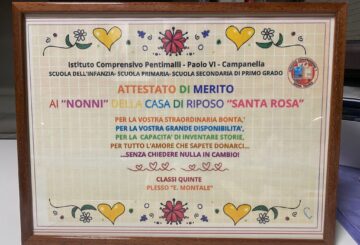 Istituto Comprensivo Pentimalli - Paolo VI - Campanella
SCUOLA DELL'INFANZIA- SCUOLA PRIMARIA- SCUOLA SECONDARIA DI PRIMO GRADO
ATTESTATO DI MERITO
AI "NONNI" DELLA CASA DI RIPOSO "SANTA ROSA"
PER LA VOSTRA STRAORDINARIA BONTA,'
PER LA VOSTRA GRANDE DISPONIBILITA',
PER LA CAPACITA' DI INVENTARE STORIE,
PER TUTTO L'AMORE CHE SAPETE DONARCI...
...SENZA CHIEDERE NULLA IN CAMBIO!
CLASSI QUINTE
PLESSO "E. MONTALE"